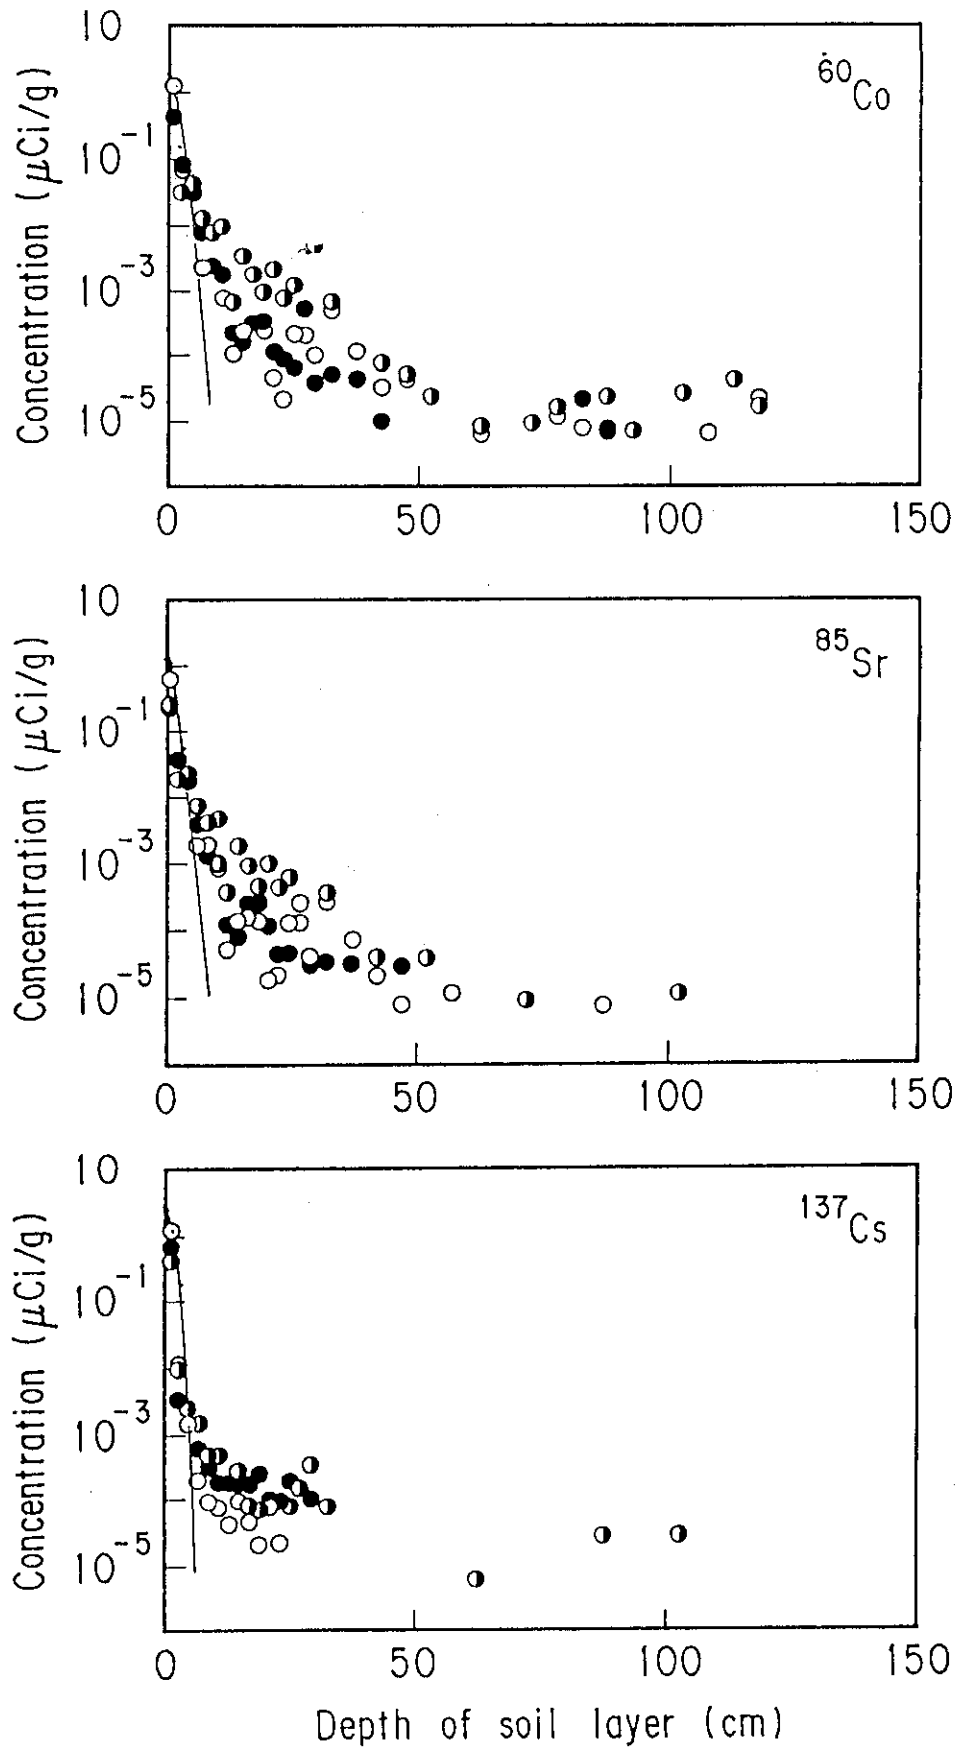 10
⁶⁰Co
10⁻¹
10⁻³
10⁻⁵
Concentration (μCi/g)
0 50 100 150
10
⁸⁵Sr
10⁻¹
10⁻³
10⁻⁵
Concentration (μCi/g)
0 50 100 150
10
¹³⁷Cs
10⁻¹
10⁻³
10⁻⁵
Concentration (μCi/g)
0 50 100 150
Depth of soil layer (cm)